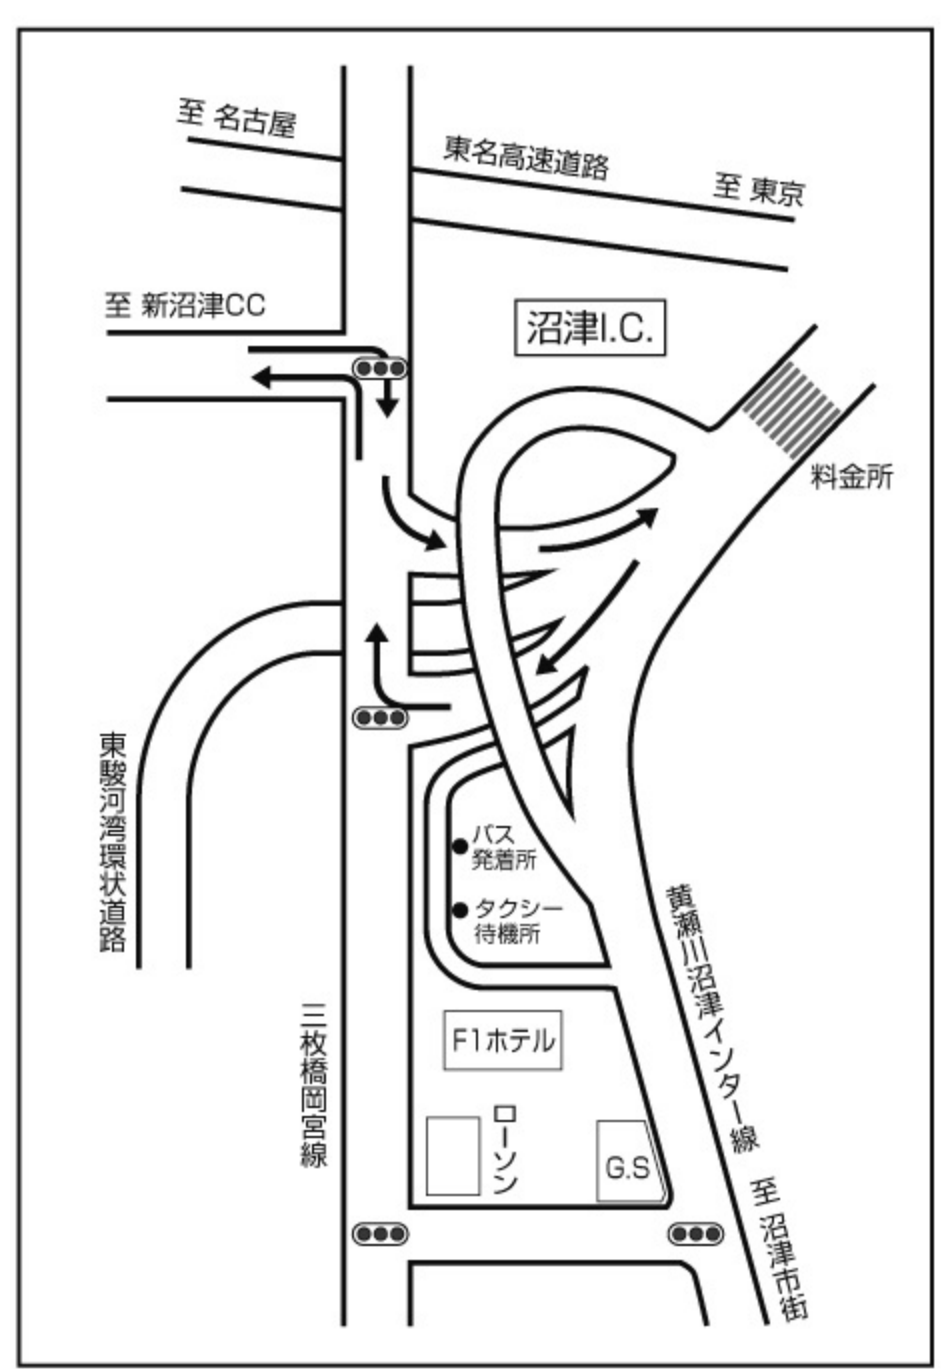 至 名古屋
東名高速道路
至 東京
至 新沼津CC
沼津I.C.
料金所
東駿河湾環状道路
バス
発着所
タクシー
待機所
黄瀬川沼津インター線
三枚橋岡宮線
F1ホテル
ローソン
G.S
至 沼津市街